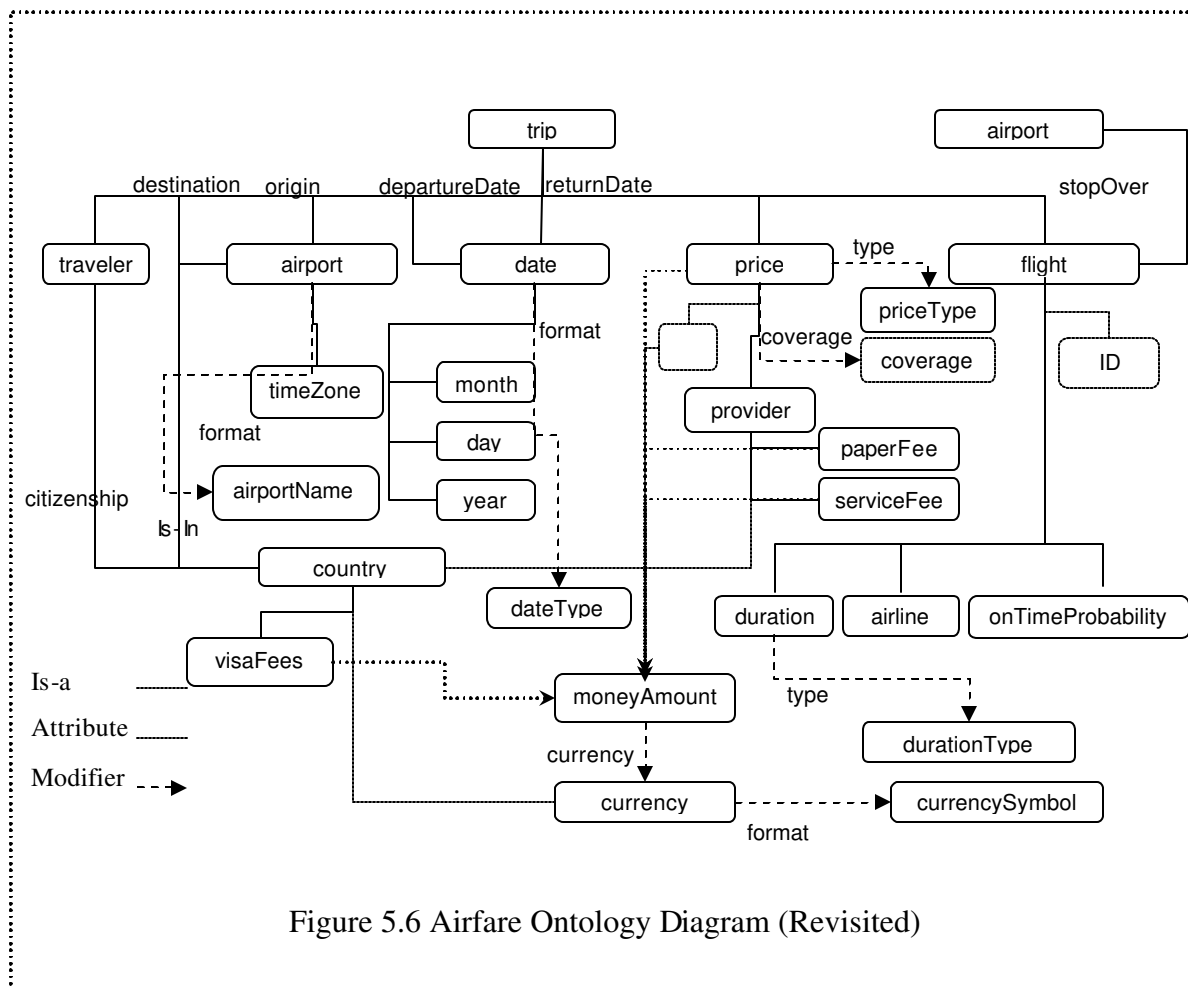 trip
airport
destination
origin
departureDate
returnDate
stopOver
traveler
airport
date
price
type
flight
priceType
format
coverage
coverage
ID
timeZone
month
provider
format
day
paperFee
airportName
year
serviceFee
citizenship
Is-In
country
dateType
duration
airline
onTimeProbability
visaFees
Is-a
moneyAmount
type
Attribute
durationType
currency
Modifier
currency
currencySymbol
format
Figure 5.6 Airfare Ontology Diagram (Revisited)